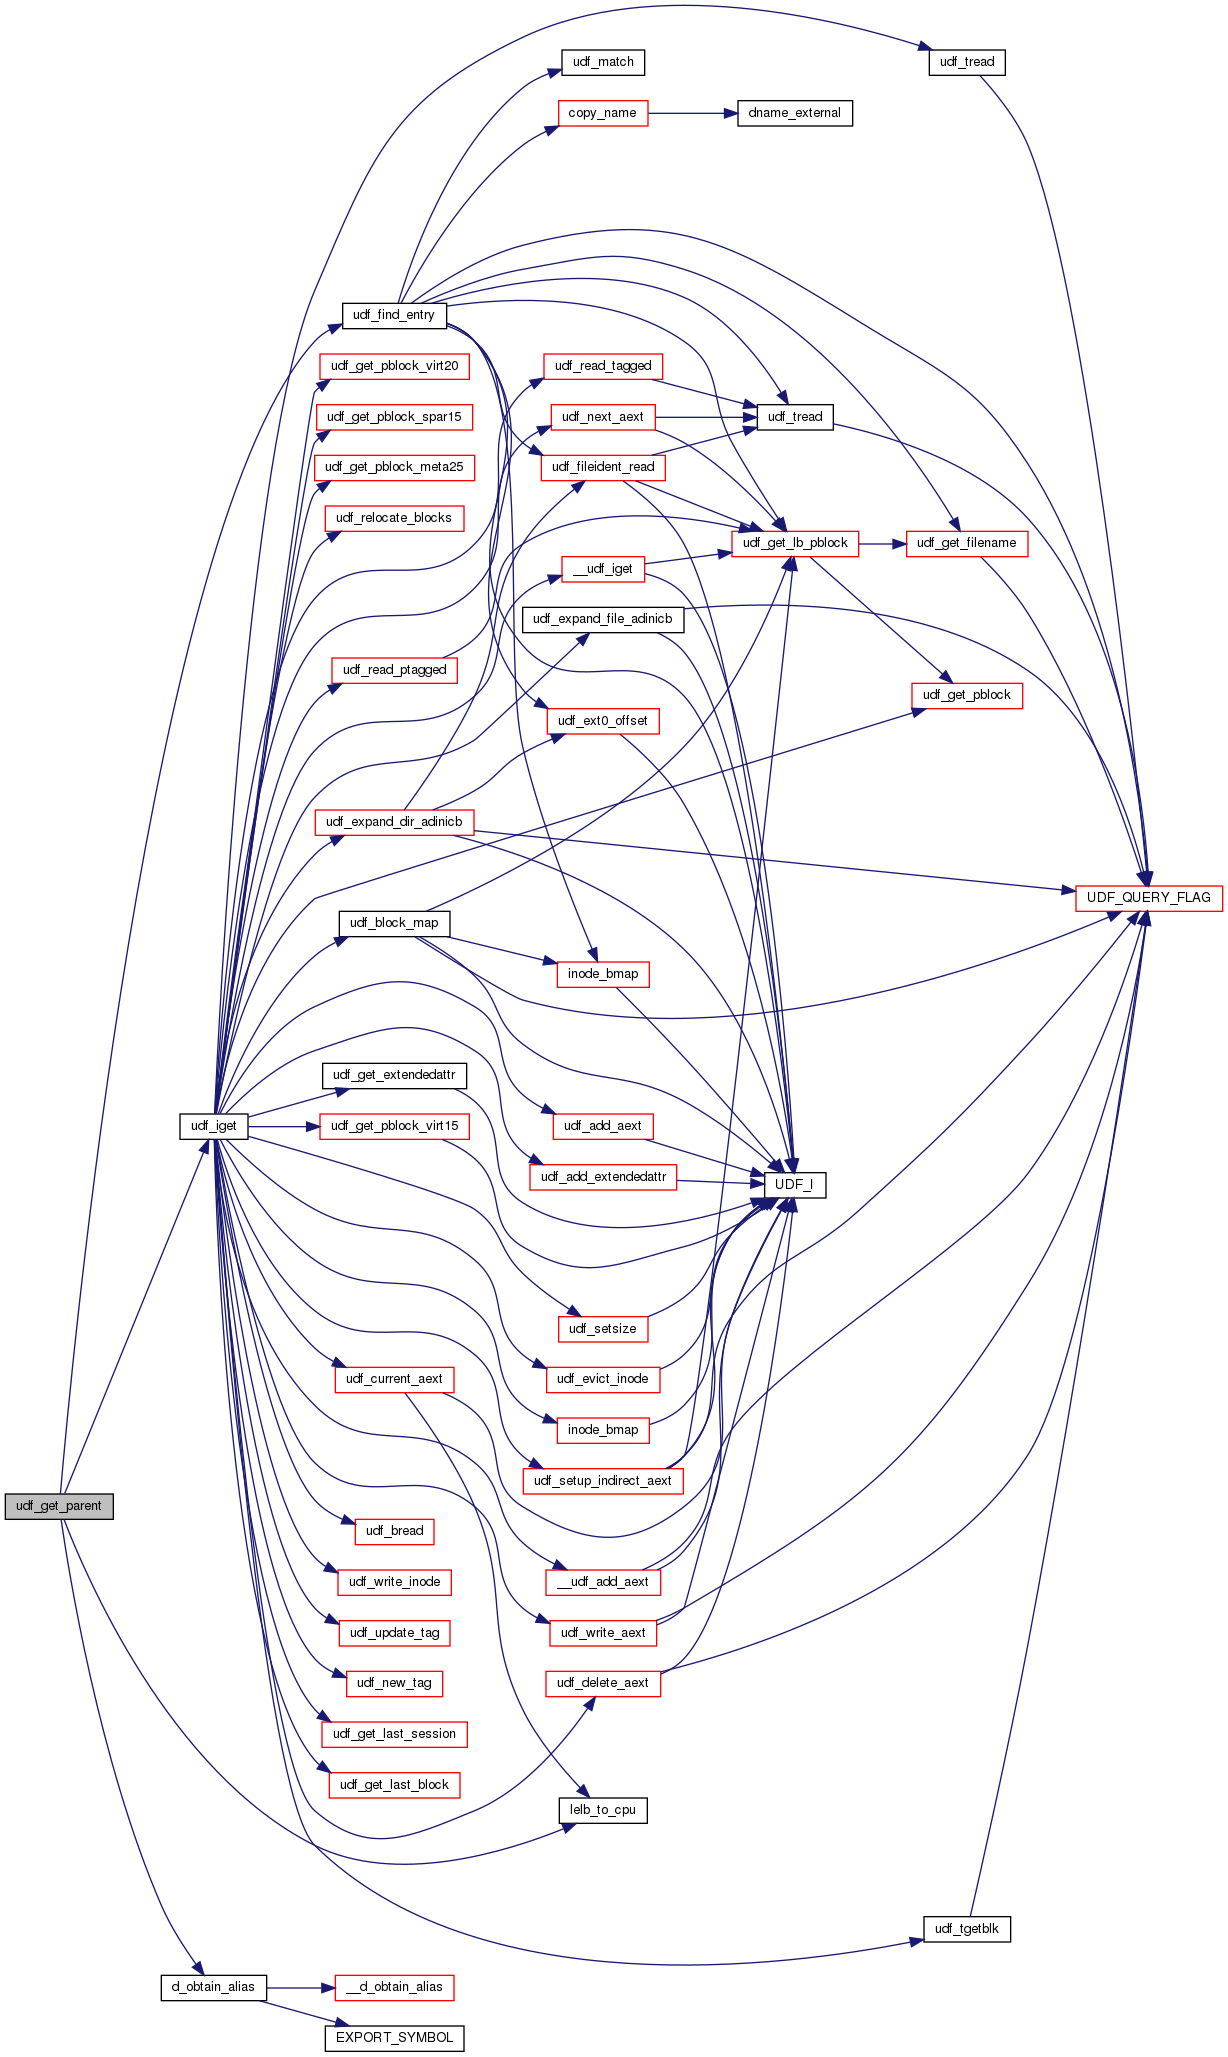 udf_match
udf_tread
copy_name
dname_external
udf_find_entry
udf_get_pblock_virt20
udf_read_tagged
udf_get_pblock_spar15
udf_next_aext
udf_tread
udf_get_pblock_meta25
udf_fileident_read
udf_relocate_blocks
udf_get_lb_pblock
udf_get_filename
__udf_iget
udf_expand_file_adinicb
udf_read_ptagged
udf_get_pblock
udf_ext0_offset
udf_expand_dir_adinicb
UDF_QUERY_FLAG
udf_block_map
inode_bmap
udf_get_extendedattr
udf_iget
udf_get_pblock_virt15
udf_add_aext
udf_add_extendedattr
UDF_I
udf_setsize
udf_current_aext
udf_evict_inode
inode_bmap
udf_setup_indirect_aext
udf_get_parent
udf_bread
udf_write_inode
__udf_add_aext
udf_update_tag
udf_write_aext
udf_new_tag
udf_delete_aext
udf_get_last_session
udf_get_last_block
lelb_to_cpu
udf_tgetblk
d_obtain_alias
__d_obtain_alias
EXPORT_SYMBOL